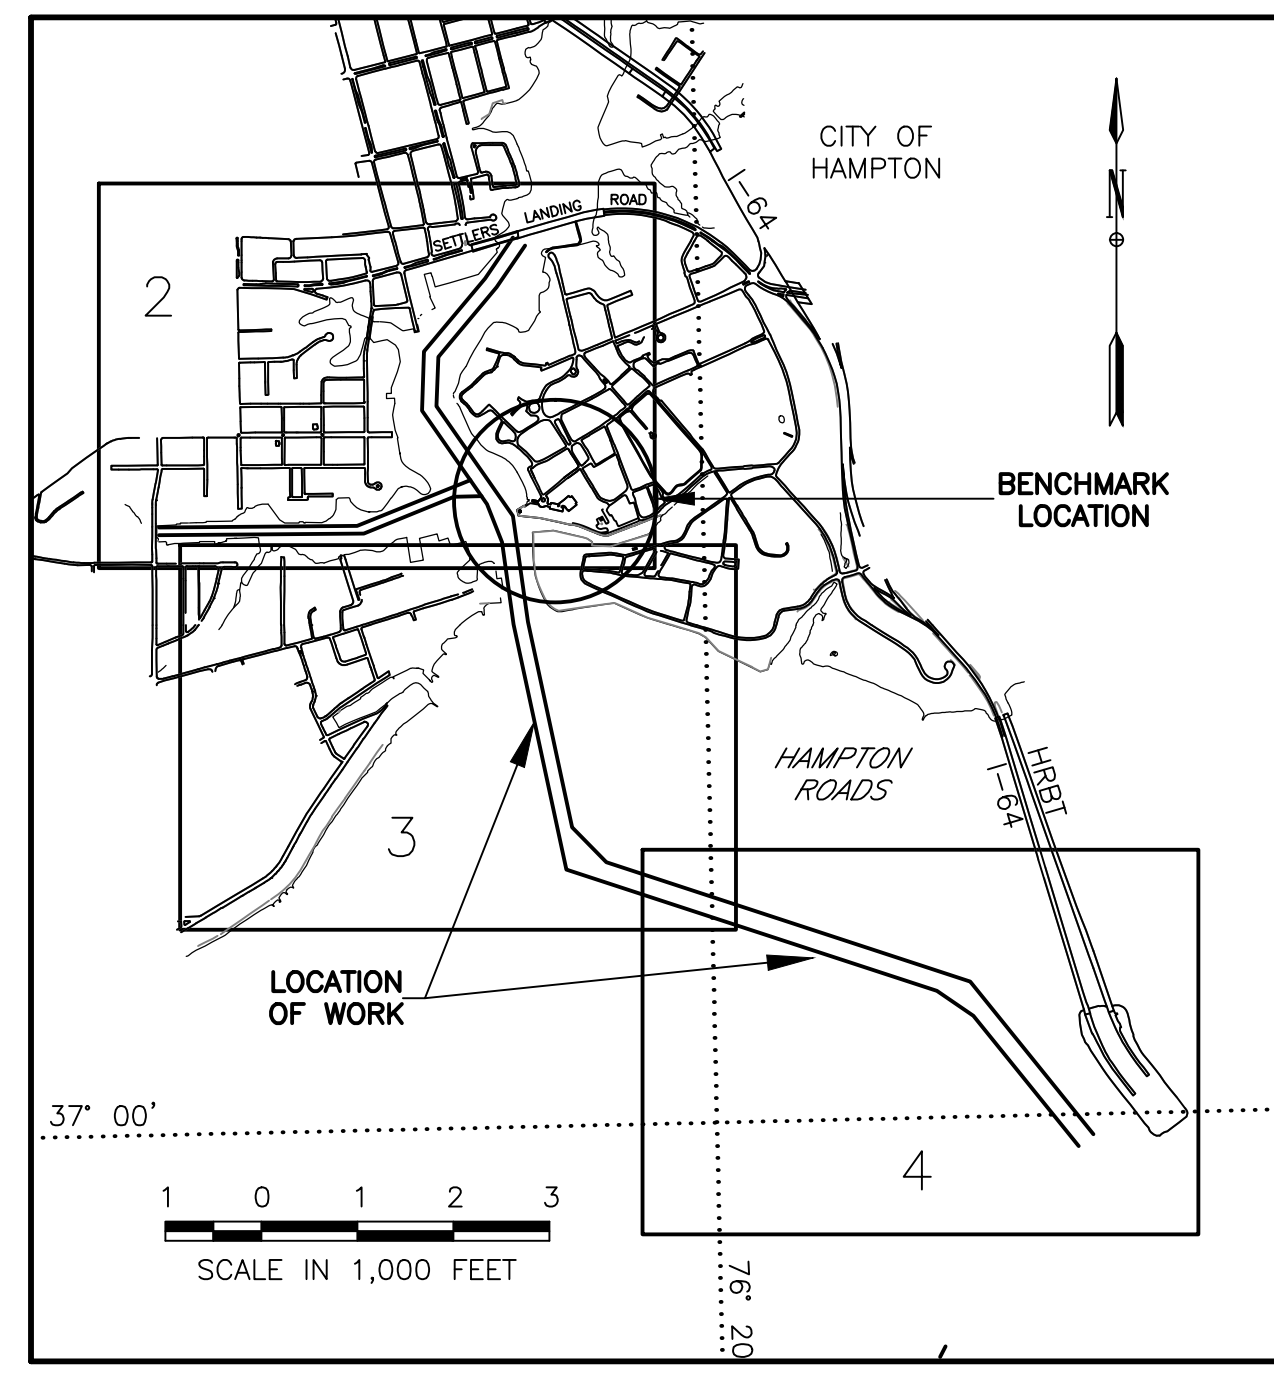 CITY OF
HAMPTON
N
I-64
SETTLERS LANDING ROAD
2
BENCHMARK
LOCATION
HAMPTON
ROADS
HRBT
I-64
3
LOCATION
OF WORK
37° 00'
4
1 0 1 2 3
SCALE IN 1,000 FEET
76° 20